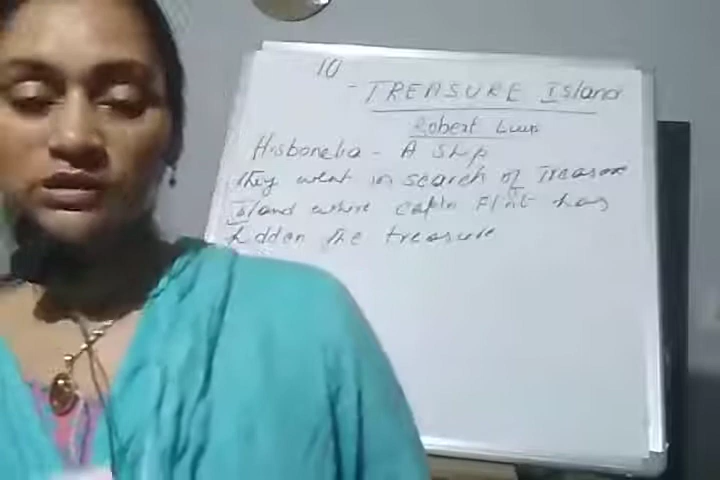 10
- TREASURE Island
Robert Luis
Hisbonela - A Ship
They went in search of Treasure
Island where captn Flint has
hidden the treasure